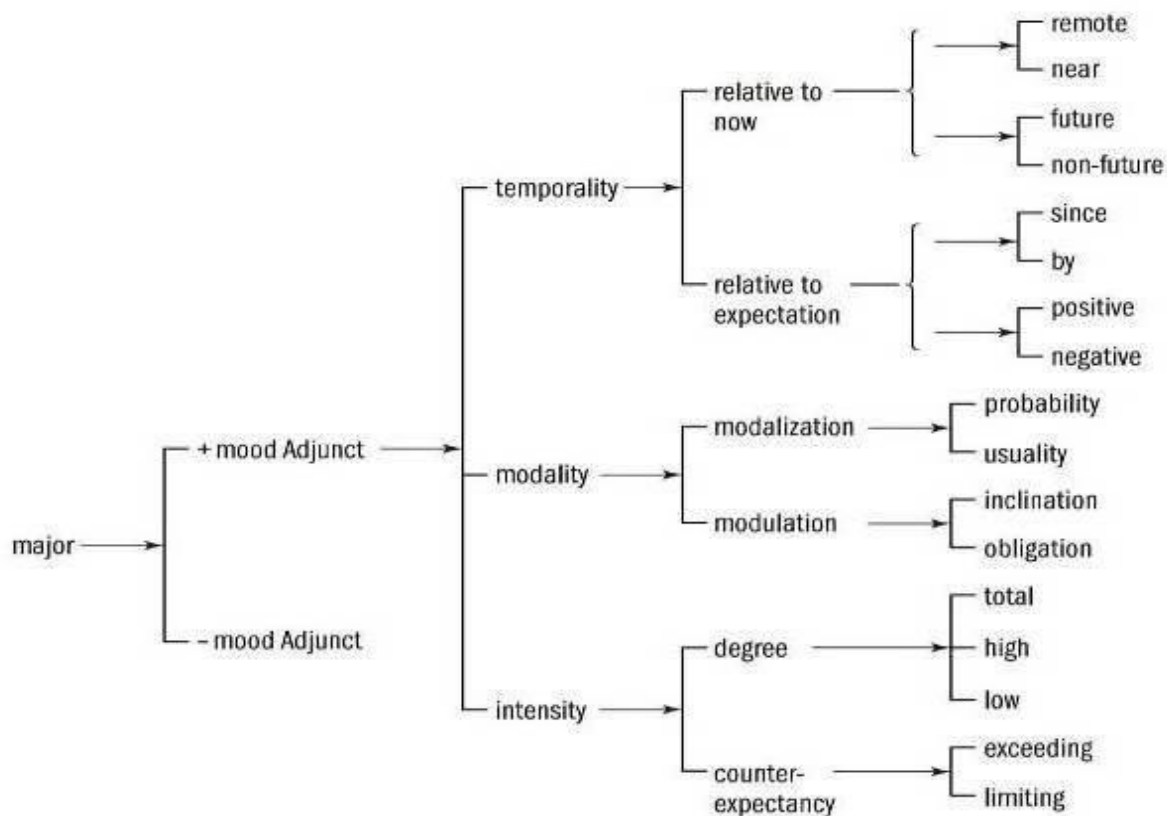 remote
near
relative to
now
future
non-future
temporality
since
by
relative to
expectation
positive
negative
probability
modalization
usuality
+ mood Adjunct
modality
inclination
modulation
obligation
major
total
– mood Adjunct
degree
high
low
intensity
exceeding
counter-
expectancy
limiting